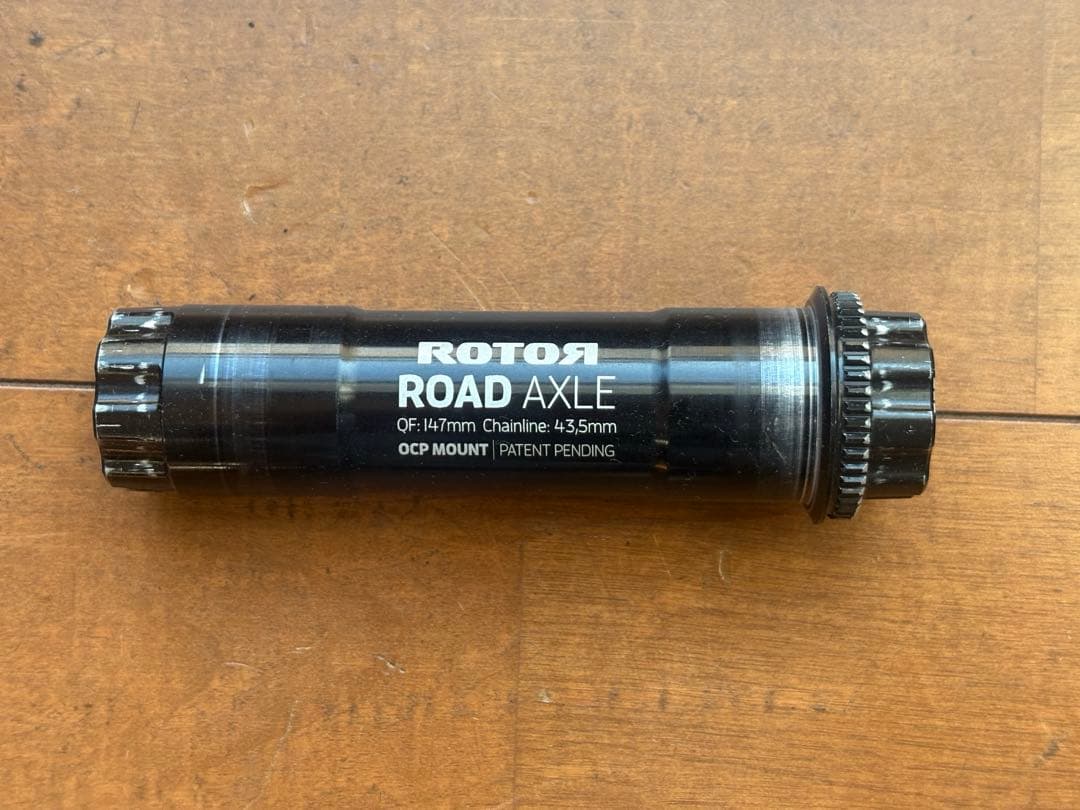 ROTOR
ROAD AXLE
QF: 147mm Chainline: 43,5mm
OCP MOUNT | PATENT PENDING